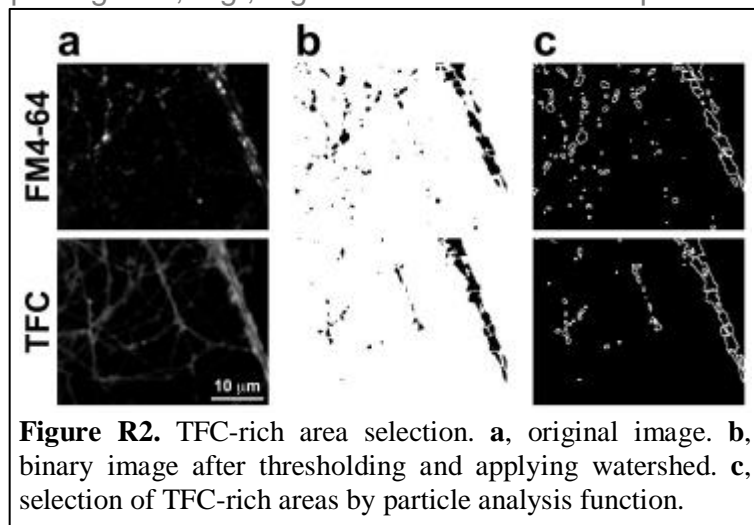 a b c
FM4-64
TFC
10 μm
Figure R2. TFC-rich area selection. a, original image. b,
binary image after thresholding and applying watershed. c,
selection of TFC-rich areas by particle analysis function.